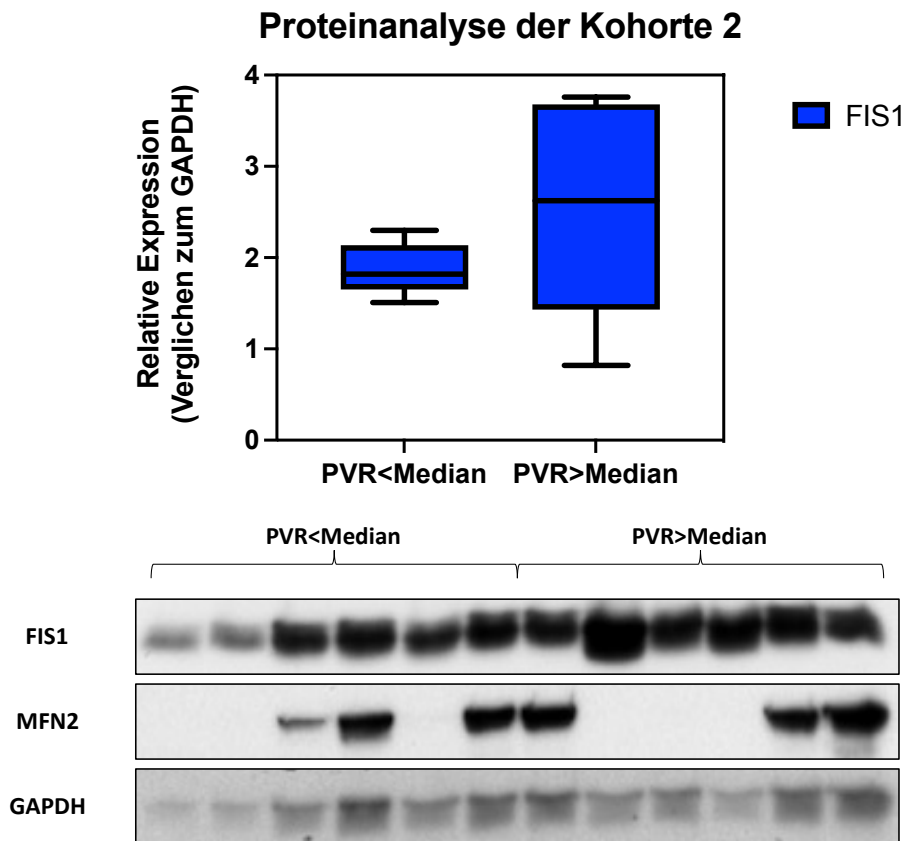 Proteinanalyse der Kohorte 2
Relative Expression
(Verglichen zum GAPDH)
4
3
2
1
0
PVR<Median
PVR>Median
FIS1
PVR<Median
PVR>Median
FIS1
MFN2
GAPDH